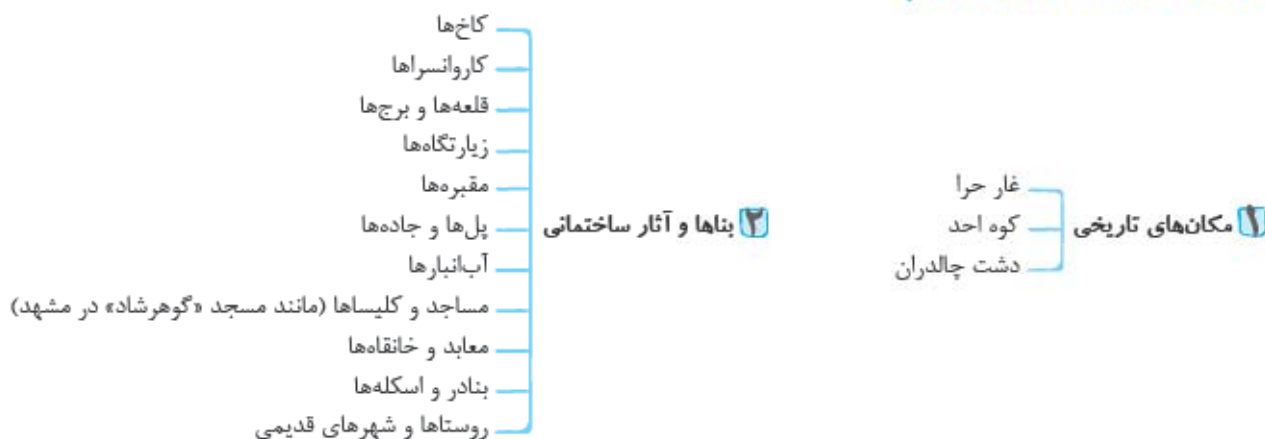 ۱ مکان‌های تاریخی
غار حرا
کوه احد
دشت چالدران
۲ بناها و آثار ساختمانی
کاخ‌ها
کاروانسراها
قلعه‌ها و برج‌ها
زیارتگاه‌ها
مقبره‌ها
پل‌ها و جاده‌ها
آب‌انبارها
مساجد و کلیساها (مانند مسجد «گوهرشاد» در مشهد)
معابد و خانقاه‌ها
بنادر و اسکله‌ها
روستاها و شهرهای قدیمی